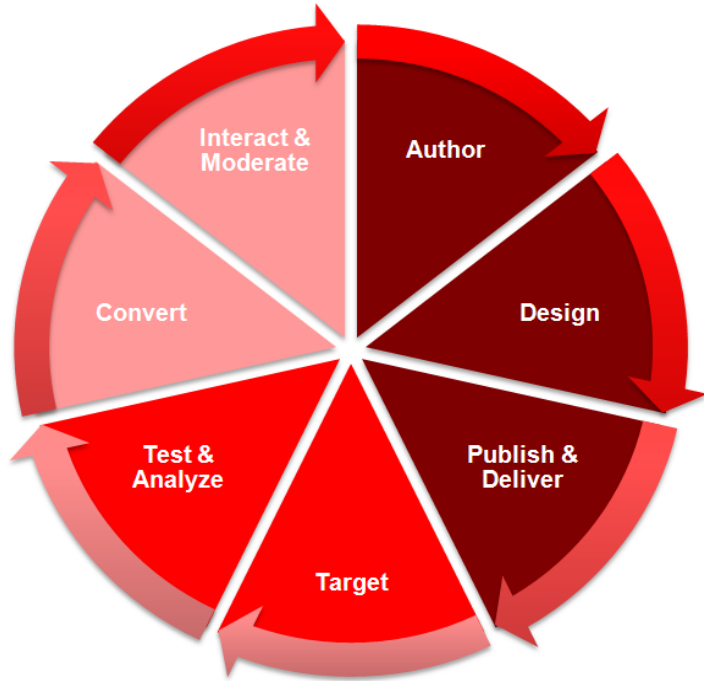 Author
Design
Publish &
Deliver
Target
Test &
Analyze
Convert
Interact &
Moderate